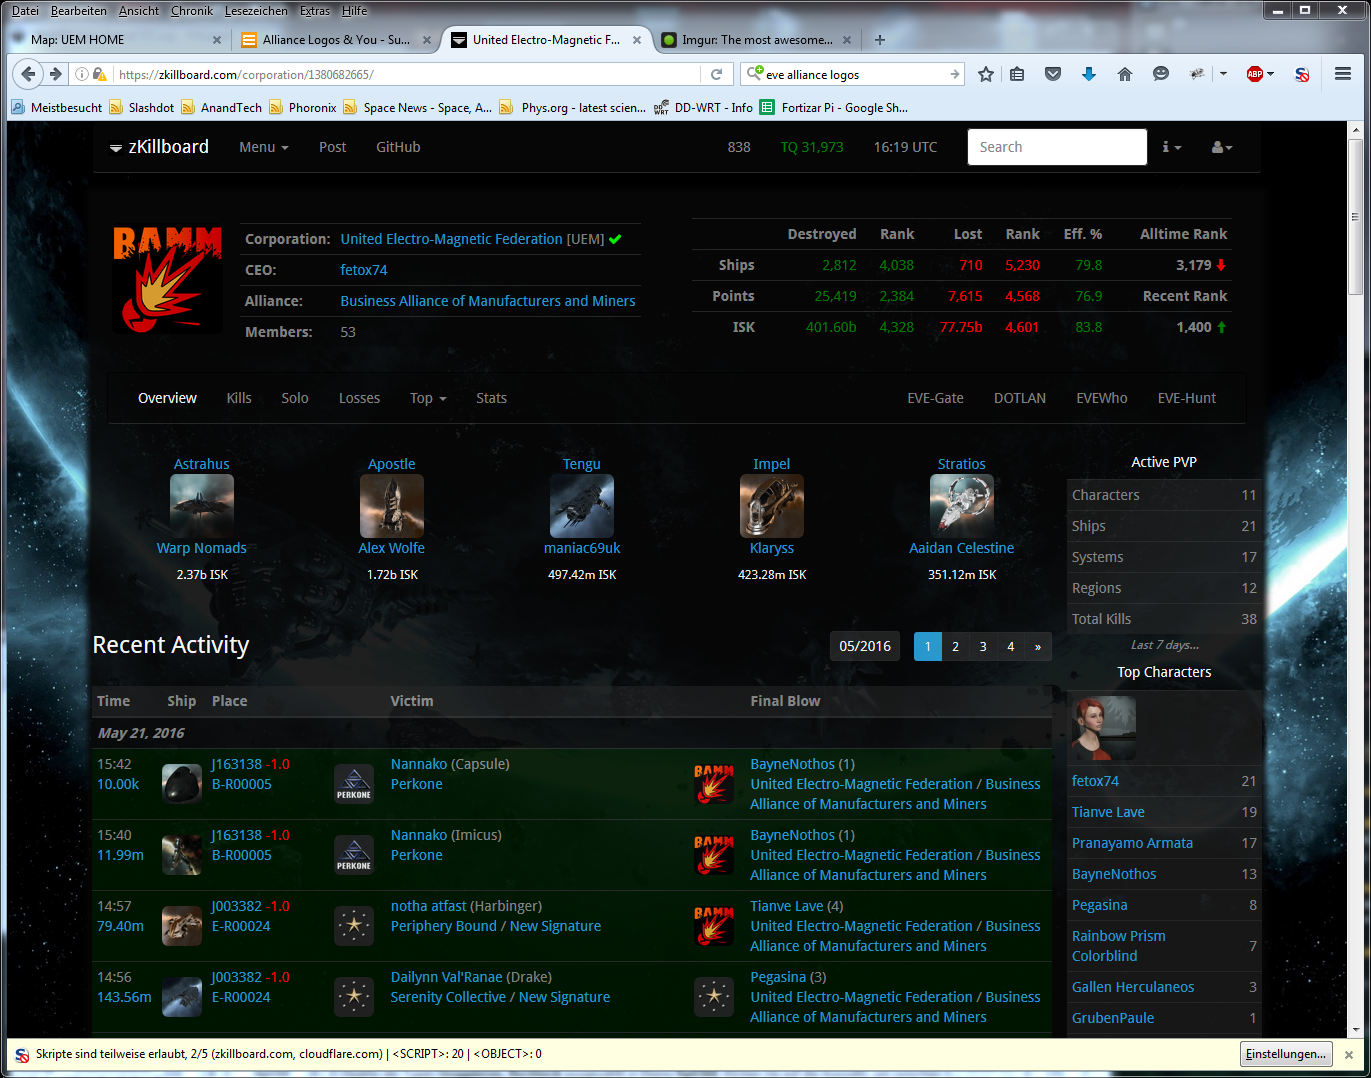 Datei Bearbeiten Ansicht Chronik Lesezeichen Extras Hilfe
Map: UEM HOME
Alliance Logos & You - Su...
United Electro-Magnetic F...
Imgur: The most awesome...
https://zkillboard.com/corporation/1380682665/
eve alliance logos
ABP
Meistbesucht Slashdot AnandTech Phoronix Space News - Space, A... Phys.org - latest scien... DD-WRT - Info Fortizar Pi - Google Sh...
zKillboard Menu Post GitHub 838 TQ 31,973 16:19 UTC Search
BAMM
Corporation: United Electro-Magnetic Federation [UEM]
CEO: fetox74
Alliance: Business Alliance of Manufacturers and Miners
Members: 53
Destroyed Rank Lost Rank Eff. % Alltime Rank
Ships 2,812 4,038 710 5,230 79.8 3,179
Points 25,419 2,384 7,615 4,568 76.9 Recent Rank
ISK 401.60b 4,328 77.75b 4,601 83.8 1,400
Overview Kills Solo Losses Top Stats EVE-Gate DOTLAN EVEWho EVE-Hunt
Astrahus Apostle Tengu Impel Stratios
Warp Nomads Alex Wolfe maniac69uk Klaryss Aaidan Celestine
2.37b ISK 1.72b ISK 497.42m ISK 423.28m ISK 351.12m ISK
Active PVP
Characters 11
Ships 21
Systems 17
Regions 12
Total Kills 38
Last 7 days...
Recent Activity
05/2016 1 2 3 4 »
Time Ship Place Victim Final Blow
May 21, 2016
15:42 J163138 -1.0 Nannako (Capsule) BayneNothos (1)
10.00k B-R00005 PERKONE Perkone BAMM United Electro-Magnetic Federation / Business
Alliance of Manufacturers and Miners
15:40 J163138 -1.0 Nannako (Imicus) BayneNothos (1)
11.99m B-R00005 PERKONE Perkone BAMM United Electro-Magnetic Federation / Business
Alliance of Manufacturers and Miners
14:57 J003382 -1.0 notha atfast (Harbinger) Tianve Lave (4)
79.40m E-R00024 Periphery Bound / New Signature BAMM United Electro-Magnetic Federation / Business
Alliance of Manufacturers and Miners
14:56 J003382 -1.0 Dailynn Val'Ranae (Drake) Pegasina (3)
143.56m E-R00024 Serenity Collective / New Signature United Electro-Magnetic Federation / Business
Alliance of Manufacturers and Miners
Top Characters
fetox74 21
Tianve Lave 19
Pranayamo Armata 17
BayneNothos 13
Pegasina 8
Rainbow Prism
Colorblind 7
Gallen Herculaneos 3
GrubenPaule 1
Skripte sind teilweise erlaubt, 2/5 (zkillboard.com, cloudflare.com) | <SCRIPT>: 20 | <OBJECT>: 0
Einstellungen...